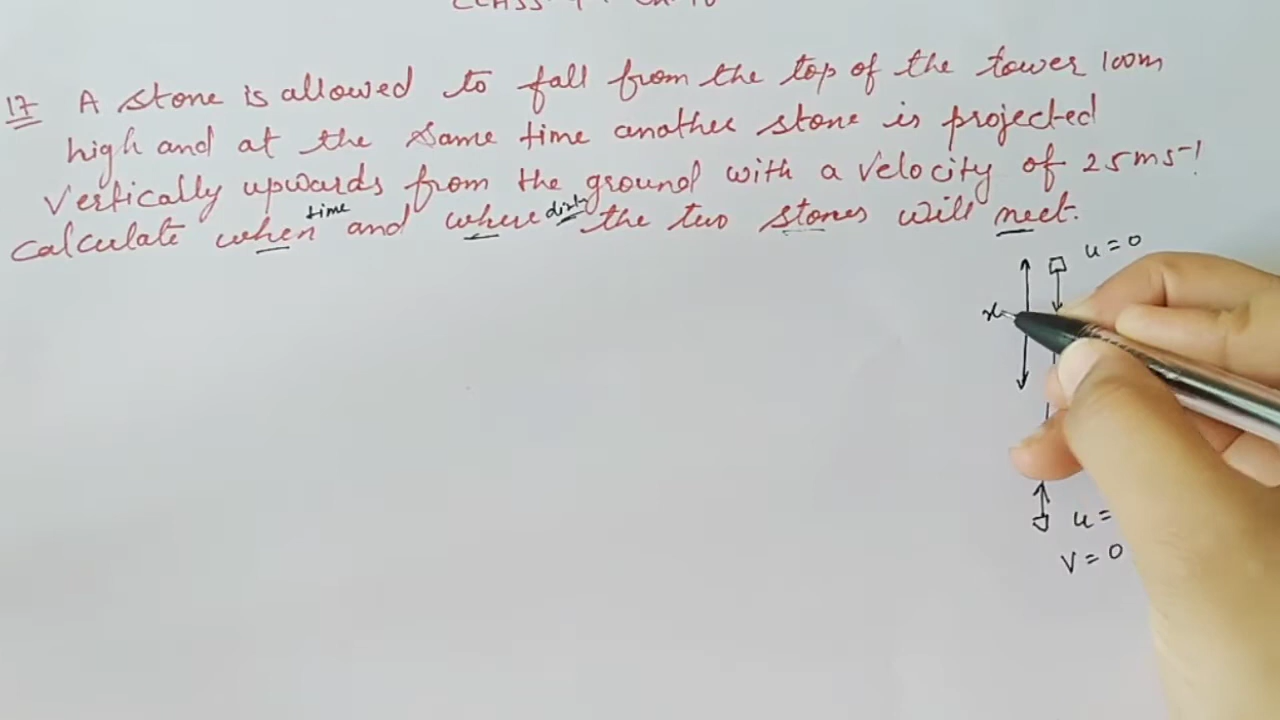 17 A stone is allowed to fall from the top of the tower 100m
high and at the same time another stone is projected
vertically upwards from the ground with a velocity of 25ms-1
time
Calculate when and where the two stones will meet.
u=0
x
u=
V=0